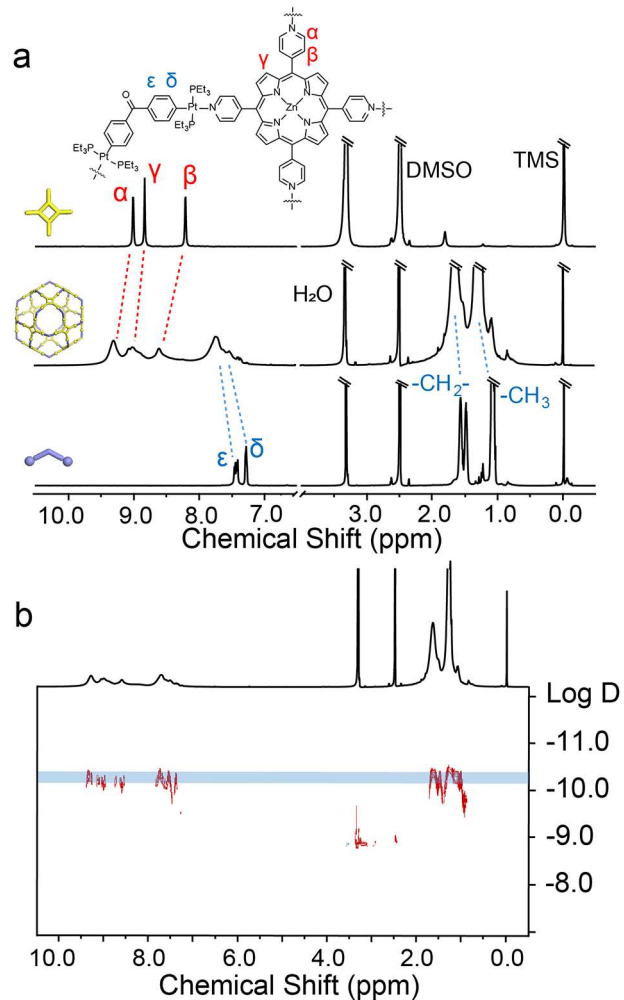 a
N
α
β
γ
ε δ
O
PEt₃
Pt
N
Et₃P
N N
Zn
N N
N
N
Et₃P
Pt
PEt₃
N
α γ β
DMSO
TMS
H₂O
-CH₂-
-CH₃
ε δ
10.0 9.0 8.0 7.0 3.0 2.0 1.0 0.0
Chemical Shift (ppm)
b
Log D
-11.0
-10.0
-9.0
-8.0
10.0 8.0 6.0 4.0 2.0 0.0
Chemical Shift (ppm)